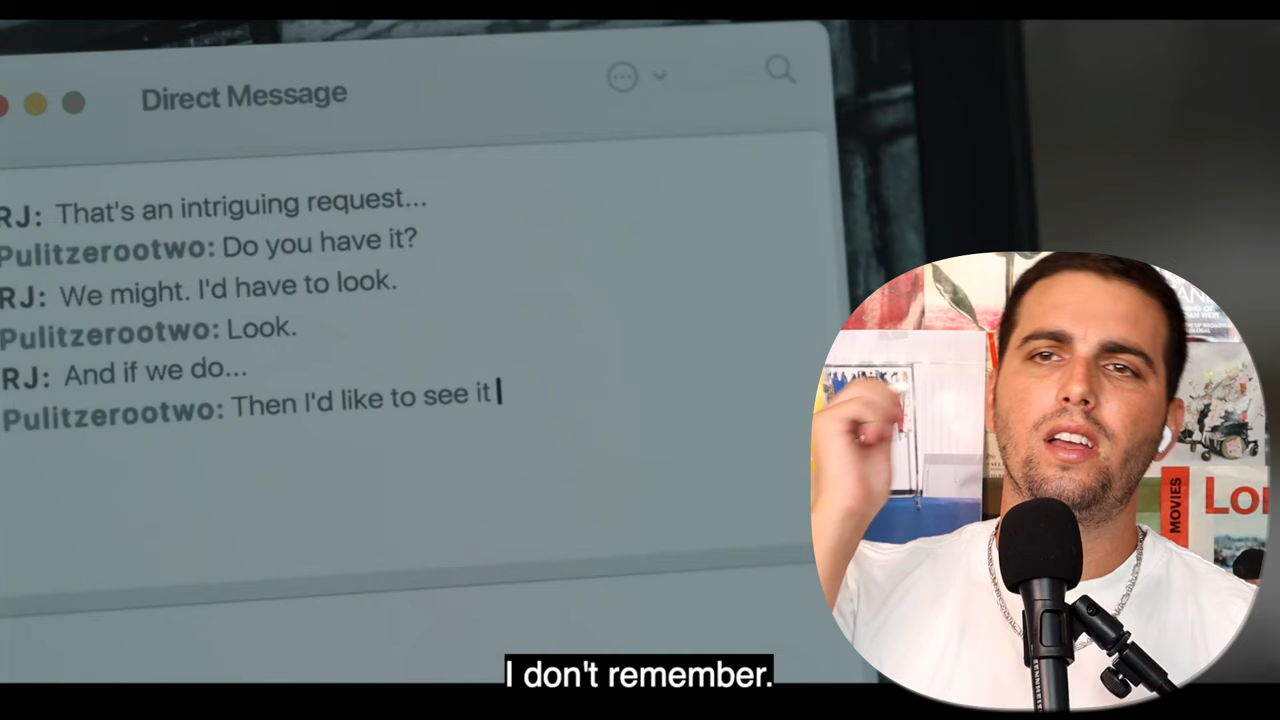 Direct Message
RJ: That's an intriguing request...
Pulitzerootwo: Do you have it?
RJ: We might. I'd have to look.
Pulitzerootwo: Look.
RJ: And if we do...
Pulitzerootwo: Then I'd like to see it
MOVIES
I don't remember.